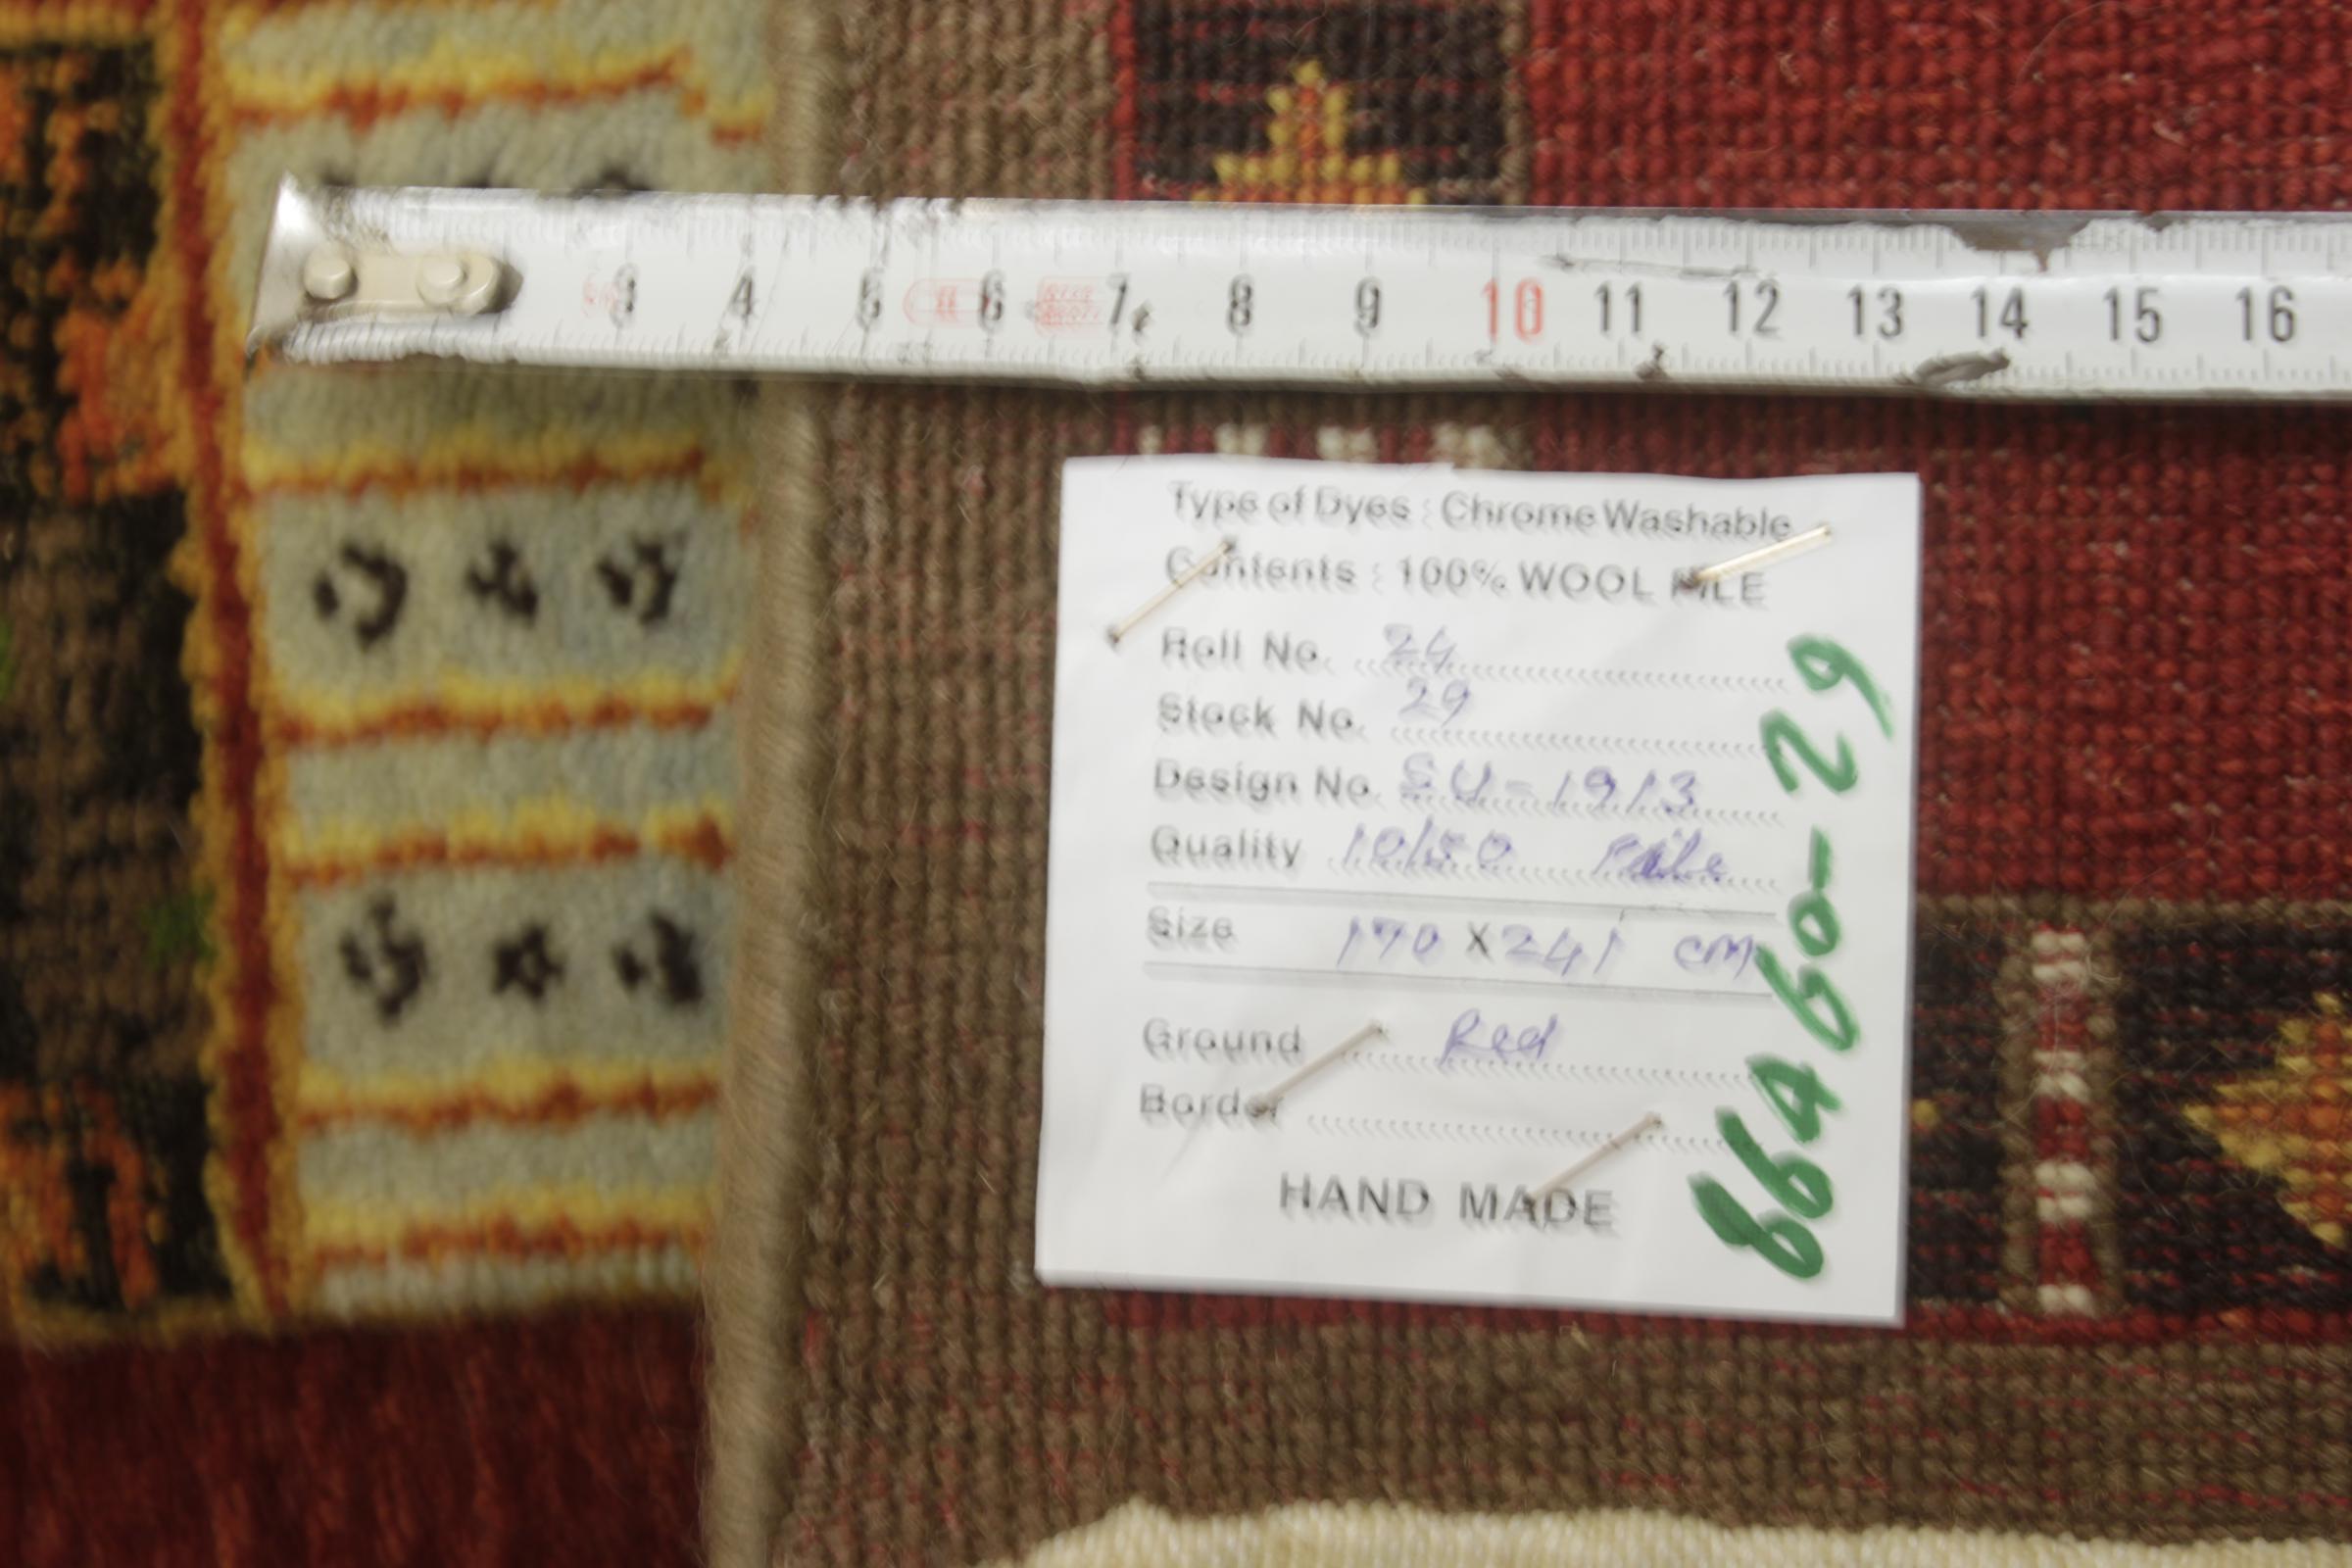 3 4 5 6 7 8 9 10 11 12 13 14 15 16
Type of Dyes : Chrome Washable
Contents : 100% WOOL PILE
Roll No. 24
Stock No. 29
Design No. SU-1913
Quality 10/50 Pile
Size 170 X 241 cm
Ground Red
Border
HAND MADE